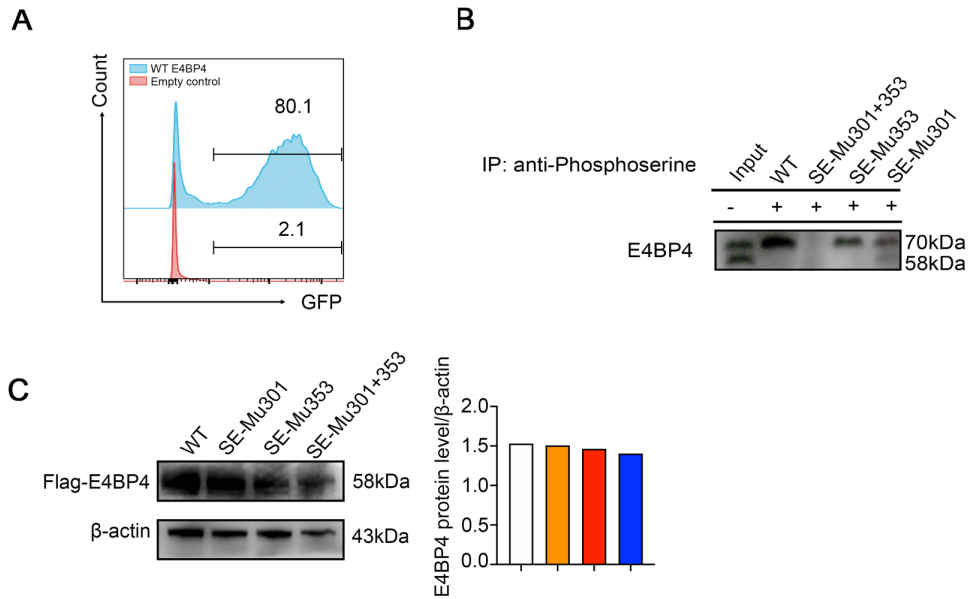 A
Count
WT E4BP4
Empty control
80.1
2.1
GFP
B
IP: anti-Phosphoserine
Input
WT
SE-Mu301+353
SE-Mu353
SE-Mu301
- + + + +
E4BP4
70kDa
58kDa
C
WT
SE-Mu301
SE-Mu353
SE-Mu301+353
Flag-E4BP4
58kDa
β-actin
43kDa
E4BP4 protein level/β-actin
2.0
1.5
1.0
0.5
0.0